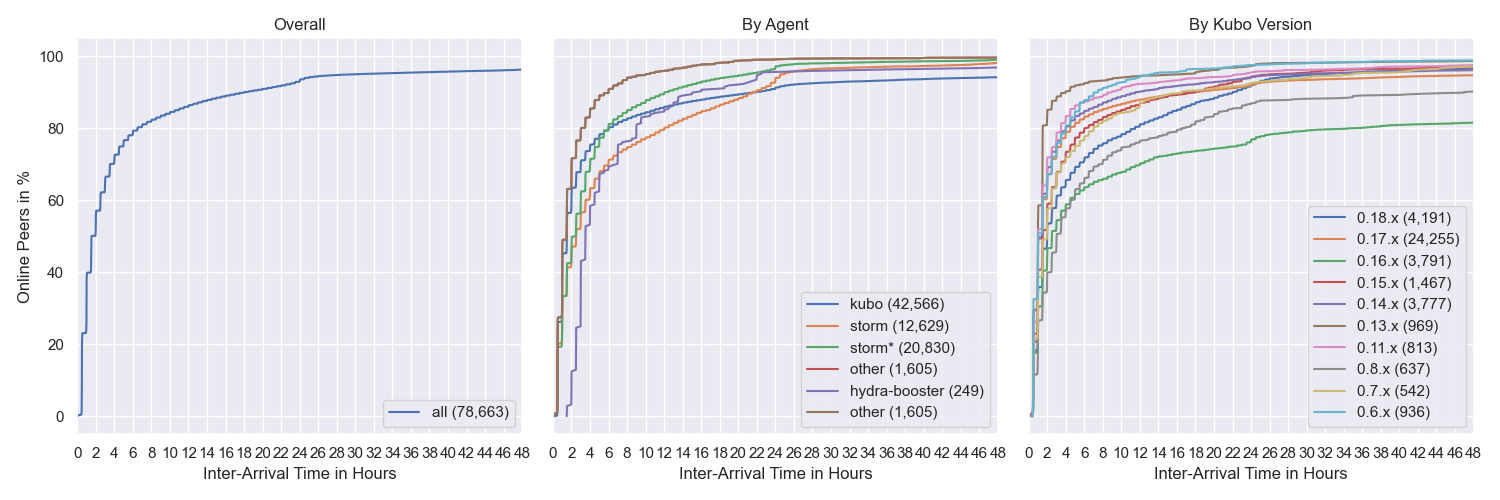 Overall
By Agent
By Kubo Version
Online Peers in %
100
80
60
40
20
0
all (78,663)
0 2 4 6 8 10 12 14 16 18 20 22 24 26 28 30 32 34 36 38 40 42 44 46 48
Inter-Arrival Time in Hours
kubo (42,566)
storm (12,629)
storm* (20,830)
other (1,605)
hydra-booster (249)
other (1,605)
0 2 4 6 8 10 12 14 16 18 20 22 24 26 28 30 32 34 36 38 40 42 44 46 48
Inter-Arrival Time in Hours
0.18.x (4,191)
0.17.x (24,255)
0.16.x (3,791)
0.15.x (1,467)
0.14.x (3,777)
0.13.x (969)
0.11.x (813)
0.8.x (637)
0.7.x (542)
0.6.x (936)
0 2 4 6 8 10 12 14 16 18 20 22 24 26 28 30 32 34 36 38 40 42 44 46 48
Inter-Arrival Time in Hours